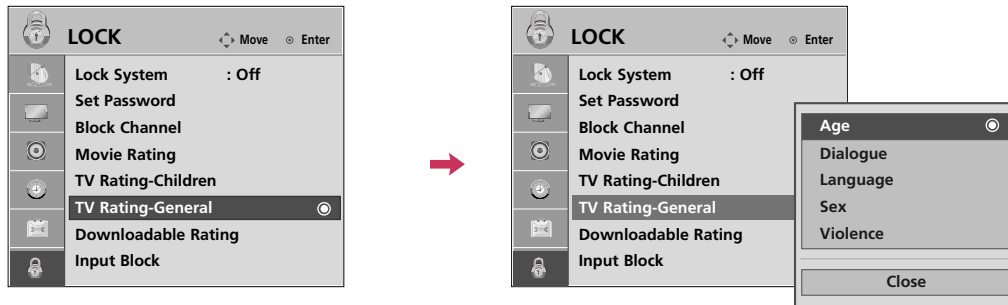 LOCK
Move Enter
Lock System : Off
Set Password
Block Channel
Movie Rating
TV Rating-Children
TV Rating-General
Downloadable Rating
Input Block
LOCK
Move Enter
Lock System : Off
Set Password
Block Channel
Movie Rating
TV Rating-Children
TV Rating-General
Downloadable Rating
Input Block
Age
Dialogue
Language
Sex
Violence
Close